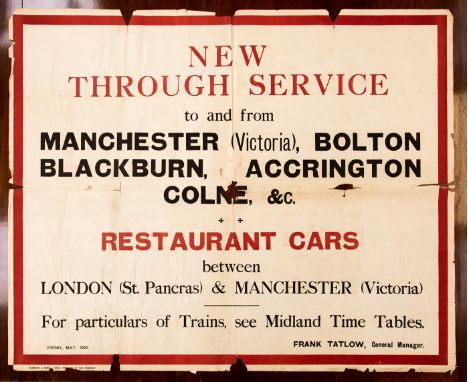 NEW
THROUGH SERVICE
to and from
MANCHESTER (Victoria), BOLTON
BLACKBURN, ACCRINGTON
COLNE, &c.
RESTAURANT CARS
between
LONDON (St. Pancras) & MANCHESTER (Victoria)
For particulars of Trains, see Midland Time Tables.
DERBY, MAY, 1920.
FRANK TATLOW, General Manager.